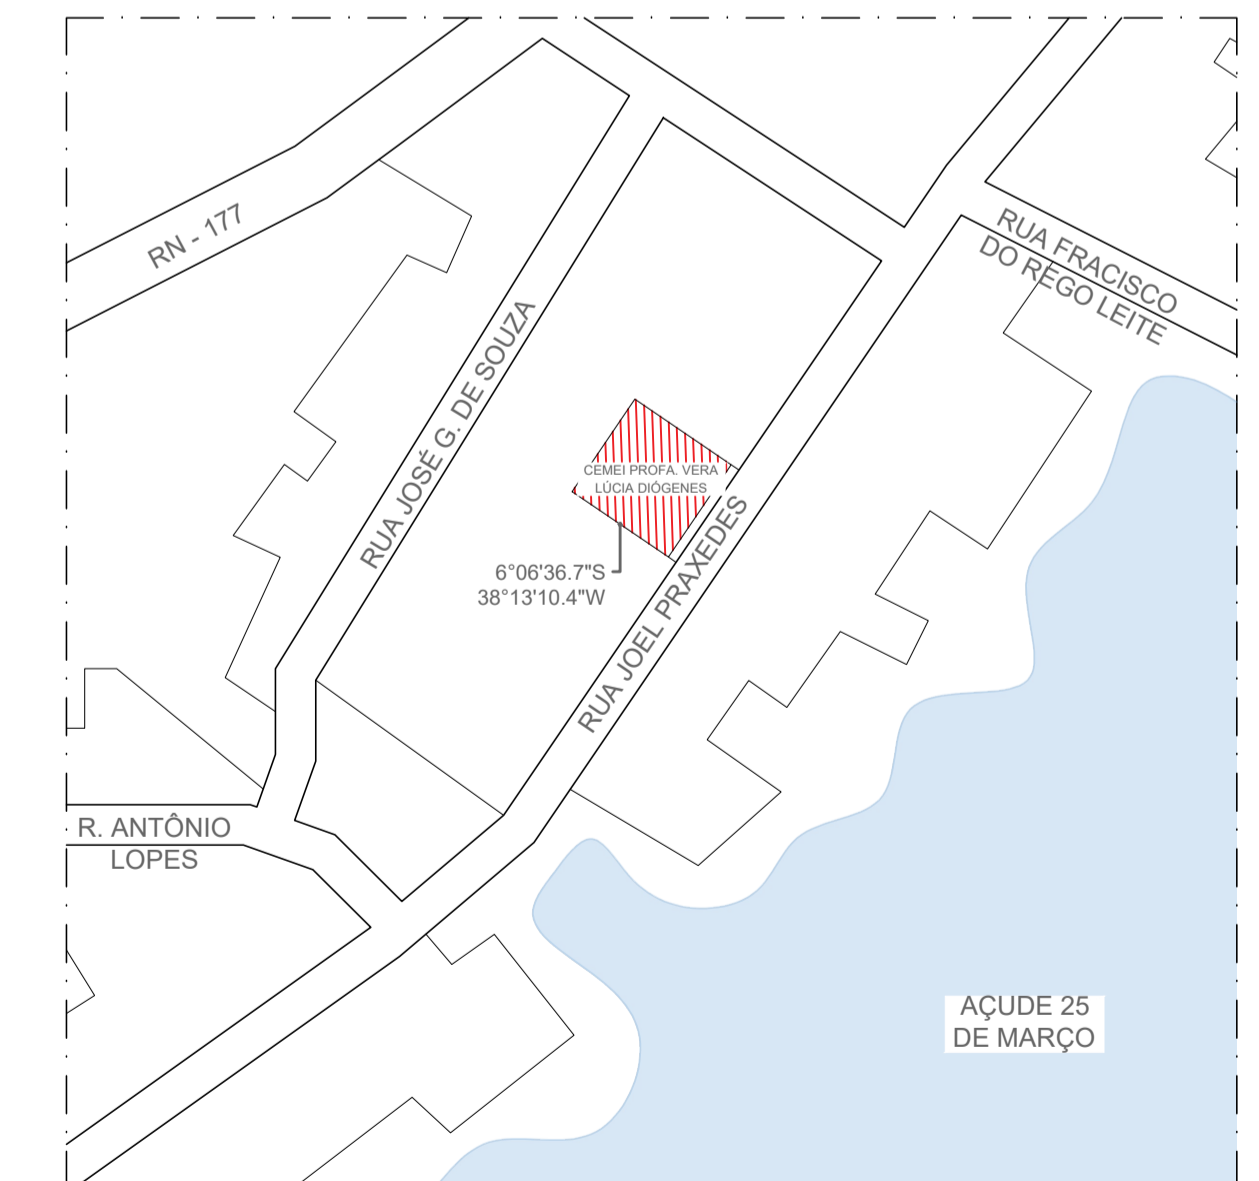 RN - 177
RUA FRACISCO
DO REGO LEITE
RUA JOSÉ G. DE SOUZA
CEMEI PROFA. VERA
LÚCIA DIÓGENES
6°06'36.7"S
38°13'10.4"W
RUA JOEL PRAXEDES
R. ANTÔNIO
LOPES
AÇUDE 25
DE MARÇO